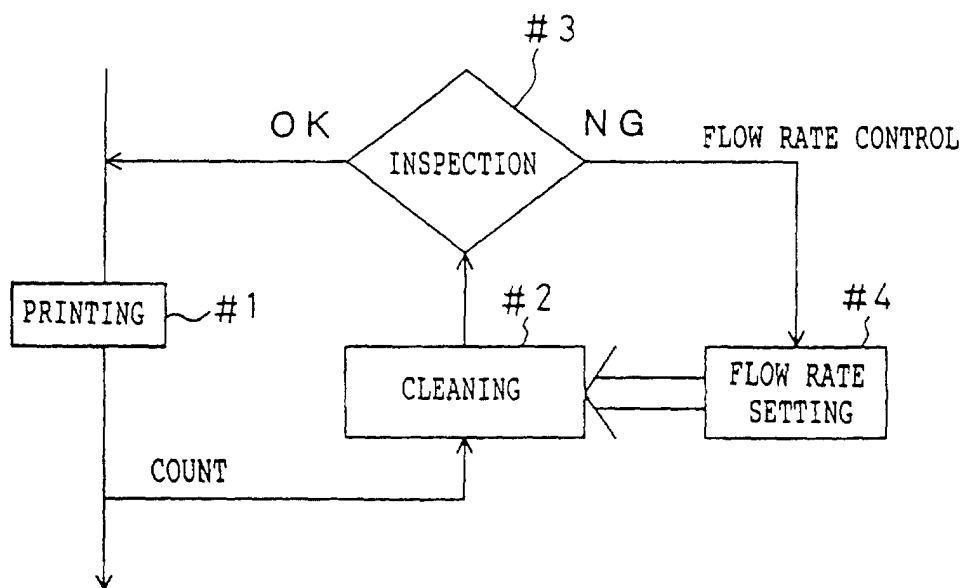 #3
OK
NG
FLOW RATE CONTROL
INSPECTION
PRINTING
#1
#2
#4
CLEANING
FLOW RATE
SETTING
COUNT